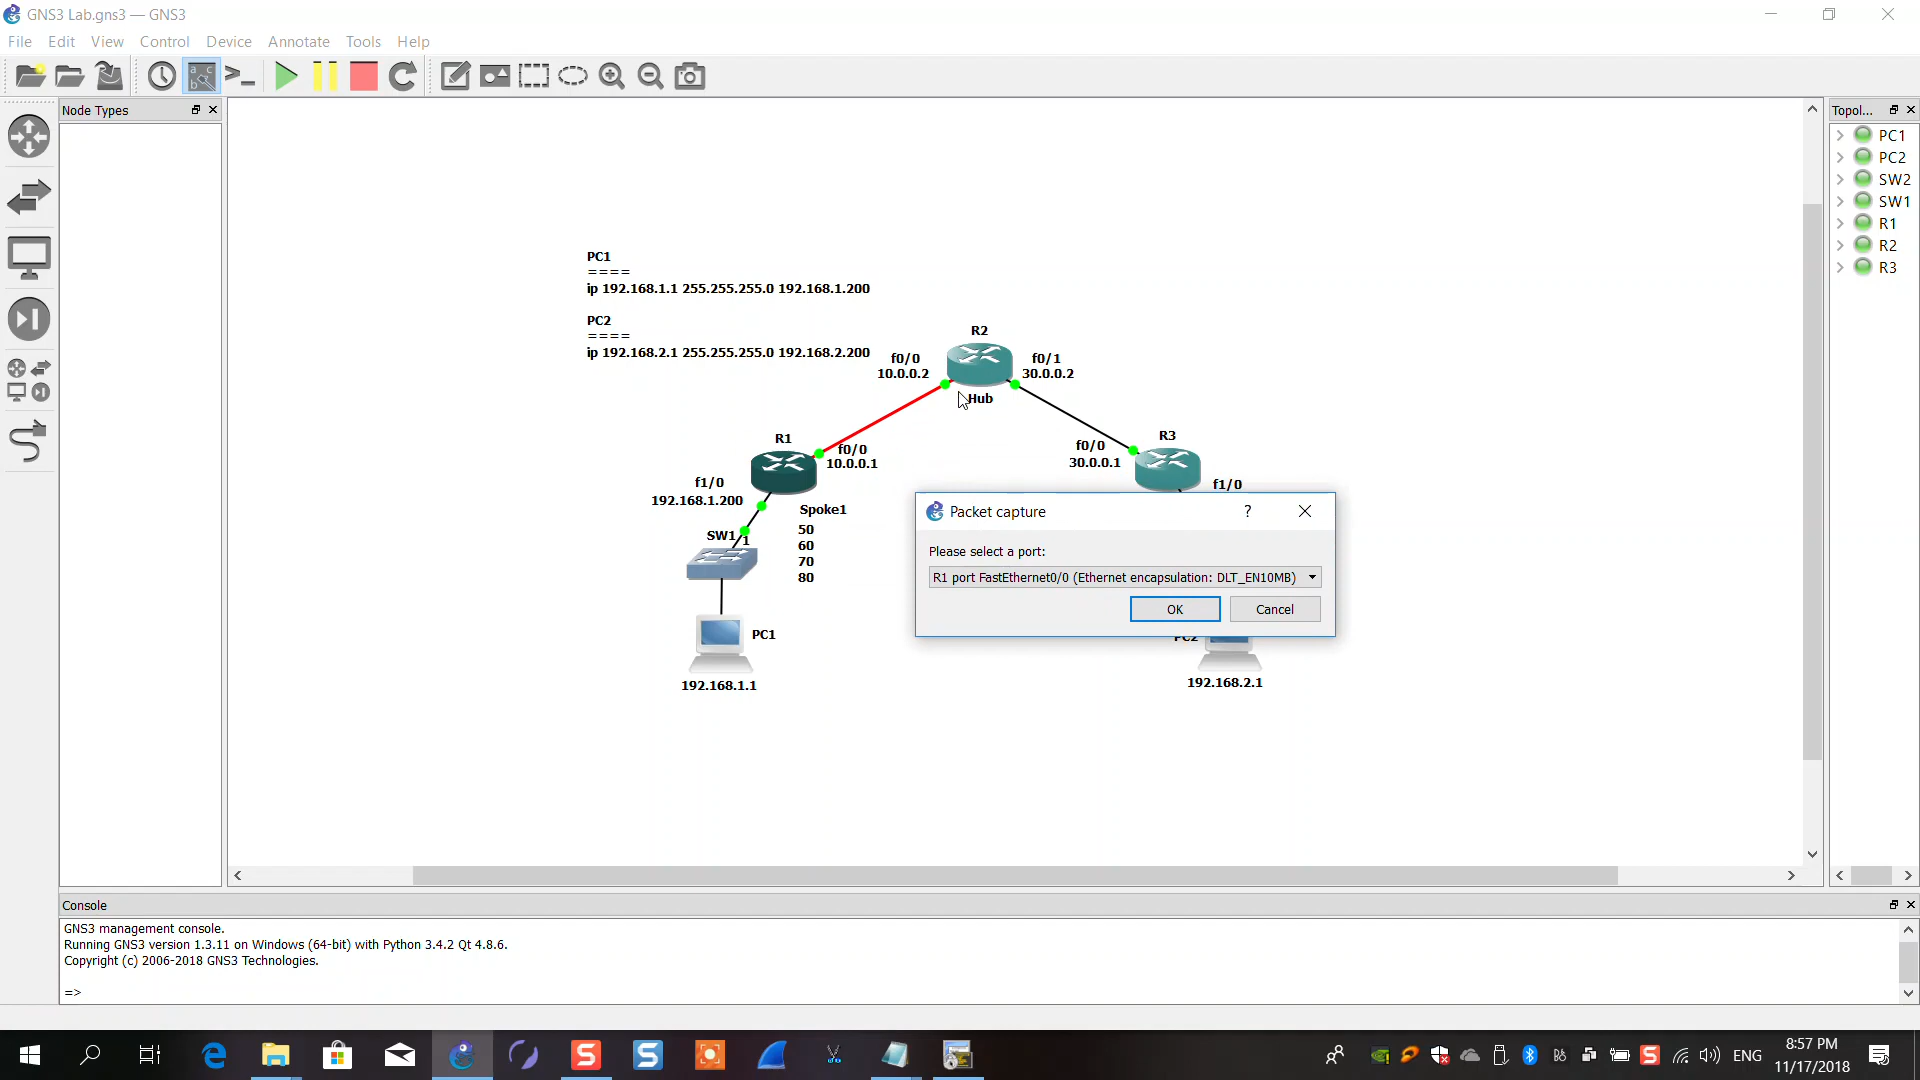 GNS3 Lab.gns3 — GNS3
File Edit View Control Device Annotate Tools Help
Node Types
Topol...
PC1
PC2
SW2
SW1
R1
R2
R3
PC1
====
ip 192.168.1.1 255.255.255.0 192.168.1.200
PC2
====
ip 192.168.2.1 255.255.255.0 192.168.2.200
R2
f0/0
10.0.0.2
f0/1
30.0.0.2
Hub
R1
f0/0
10.0.0.1
R3
f0/0
30.0.0.1
f1/0
192.168.1.200
f1/0
Spoke1
50
60
70
80
SW1
1
PC1
192.168.1.1
Packet capture
?
Please select a port:
R1 port FastEthernet0/0 (Ethernet encapsulation: DLT_EN10MB)
OK
Cancel
PC2
192.168.2.1
Console
GNS3 management console.
Running GNS3 version 1.3.11 on Windows (64-bit) with Python 3.4.2 Qt 4.8.6.
Copyright (c) 2006-2018 GNS3 Technologies.
=>
ENG
8:57 PM
11/17/2018